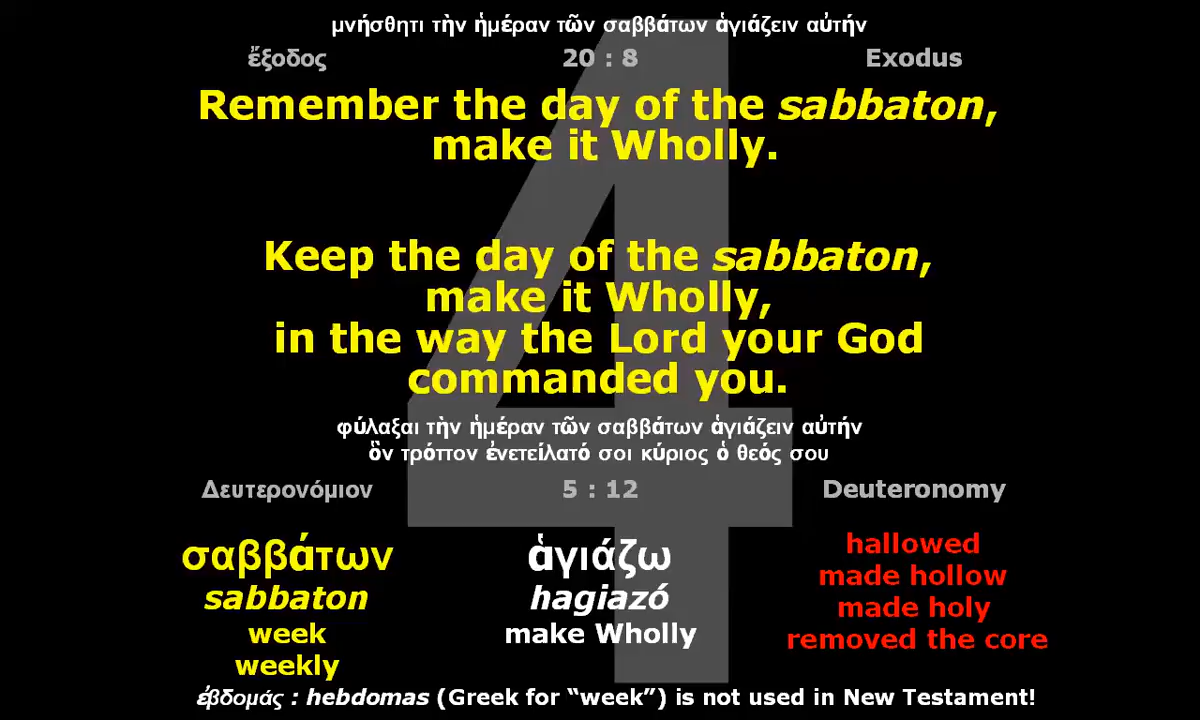 μνήσθητι τὴν ἡμέραν τῶν σαββάτων ἁγιάζειν αὐτήν
ἔξοδος 20 : 8 Exodus
Remember the day of the sabbaton,
make it Wholly.
Keep the day of the sabbaton,
make it Wholly,
in the way the Lord your God
commanded you.
φύλαξαι τὴν ἡμέραν τῶν σαββάτων ἁγιάζειν αὐτήν
ὃν τρόπον ἐνετείλατό σοι κύριος ὁ θεός σου
Δευτερονόμιον 5 : 12 Deuteronomy
4
σαββάτων
sabbaton
week
weekly
ἁγιάζω
hagiazó
make Wholly
hallowed
made hollow
made holy
removed the core
ἑβδομάς : hebdomas (Greek for “week”) is not used in New Testament!